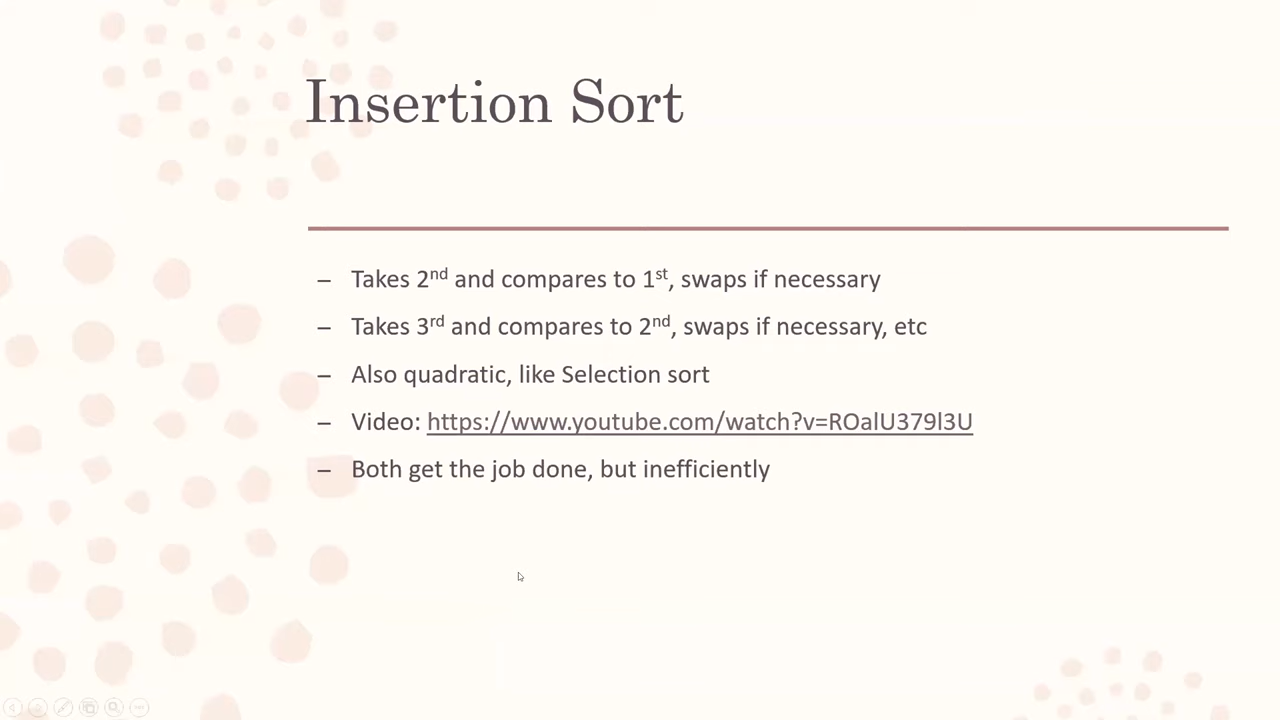 Insertion Sort
– Takes 2nd and compares to 1st, swaps if necessary
– Takes 3rd and compares to 2nd, swaps if necessary, etc
– Also quadratic, like Selection sort
– Video: https://www.youtube.com/watch?v=ROalU379l3U
– Both get the job done, but inefficiently